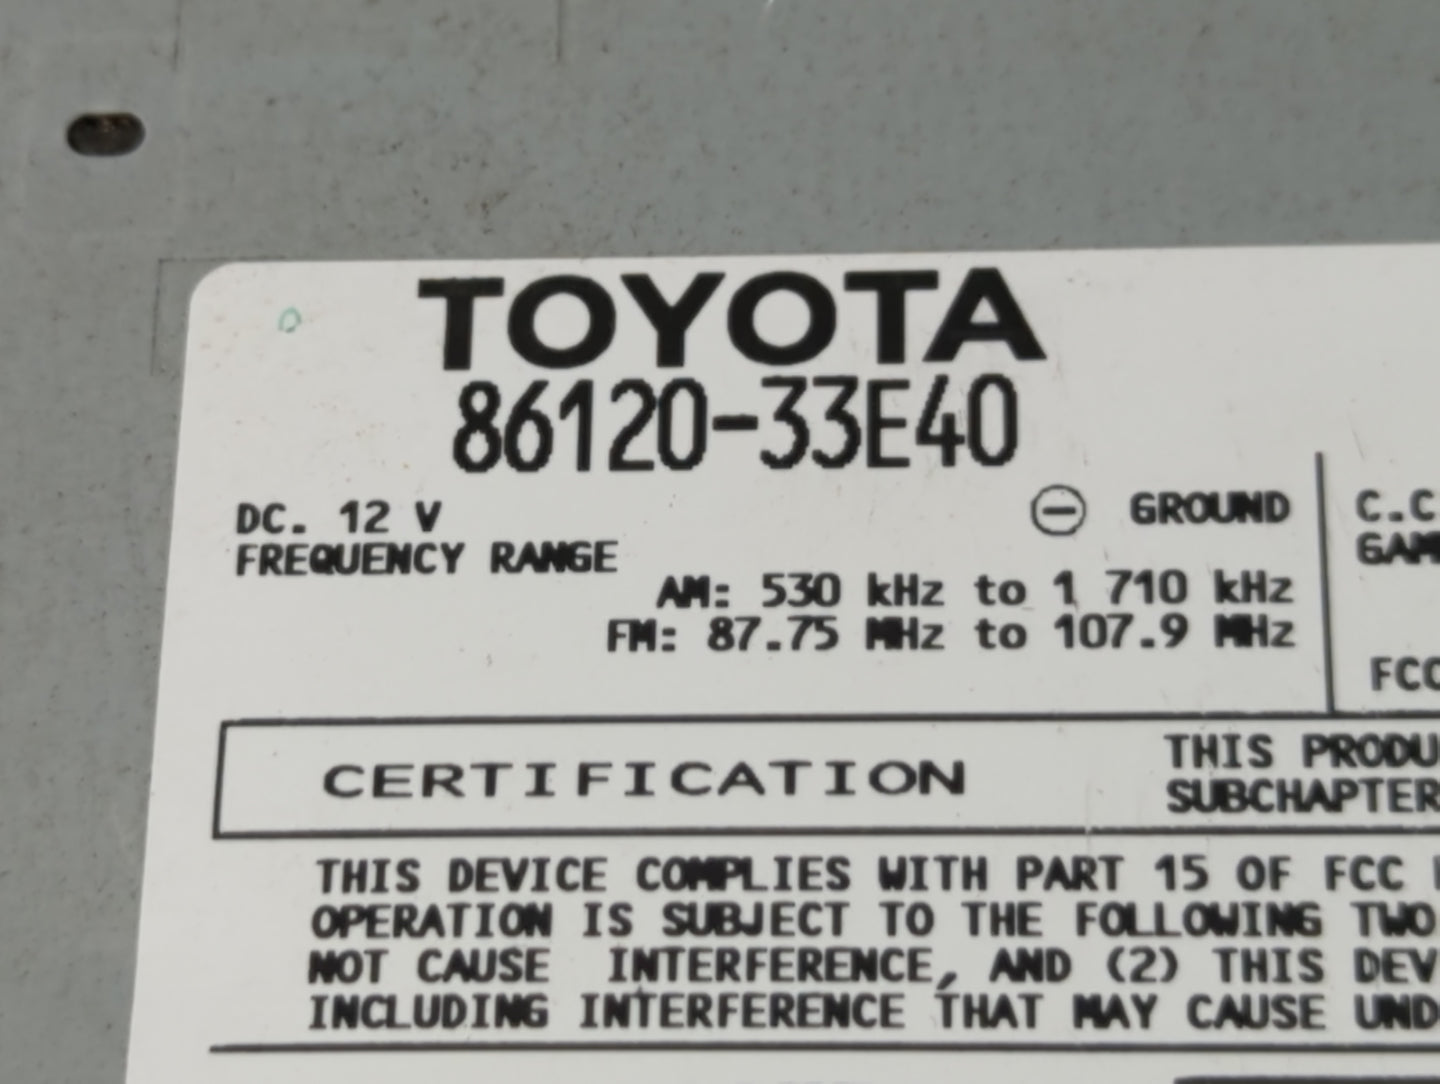 TOYOTA
86120-33E40
DC. 12 V
⊖ GROUND
FREQUENCY RANGE
AM: 530 kHz to 1 710 kHz
FM: 87.75 MHz to 107.9 MHz
C.C
GAM
FCC
CERTIFICATION
THIS PRODU
SUBCHAPTER
THIS DEVICE COMPLIES WITH PART 15 OF FCC
OPERATION IS SUBJECT TO THE FOLLOWING TWO
NOT CAUSE INTERFERENCE, AND (2) THIS DEV
INCLUDING INTERFERENCE THAT MAY CAUSE UND